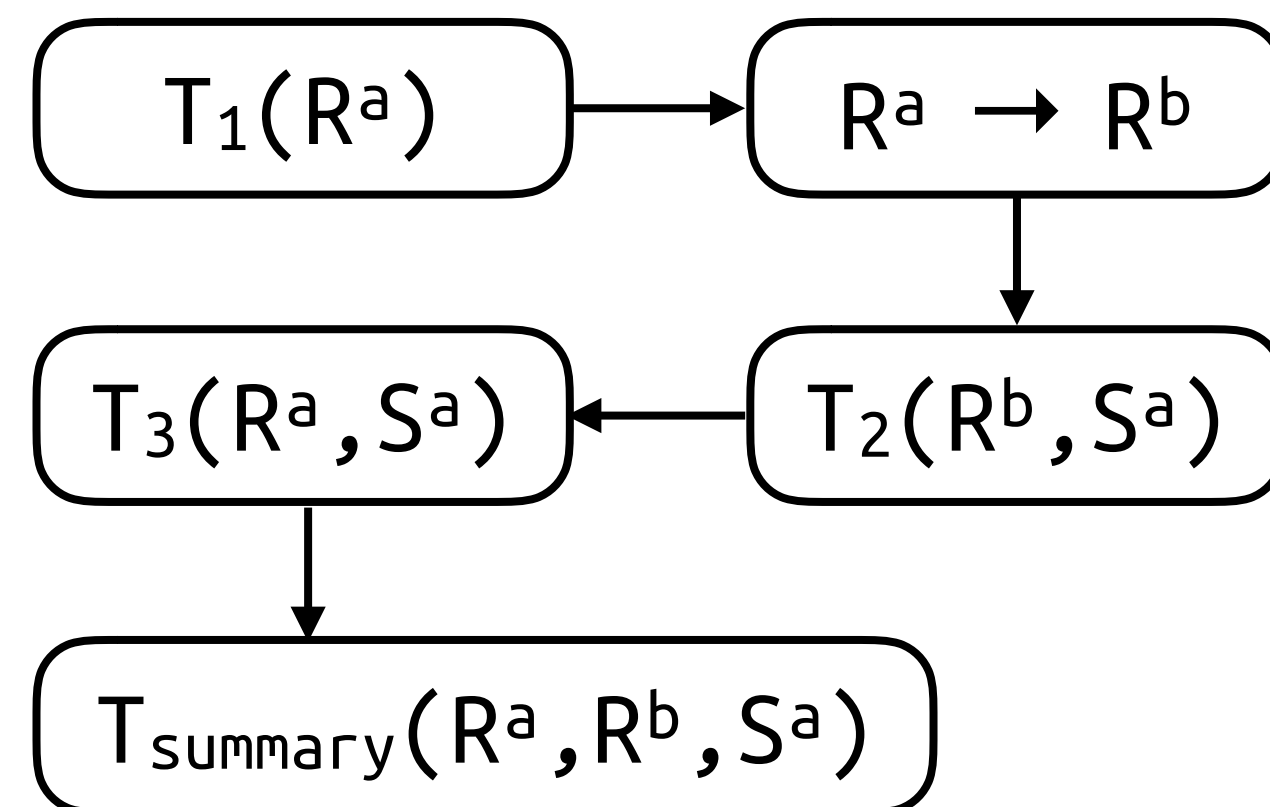 T₁(Rᵃ)
Rᵃ → Rᵇ
T₃(Rᵃ,Sᵃ)
T₂(Rᵇ,Sᵃ)
Tsummary(Rᵃ,Rᵇ,Sᵃ)